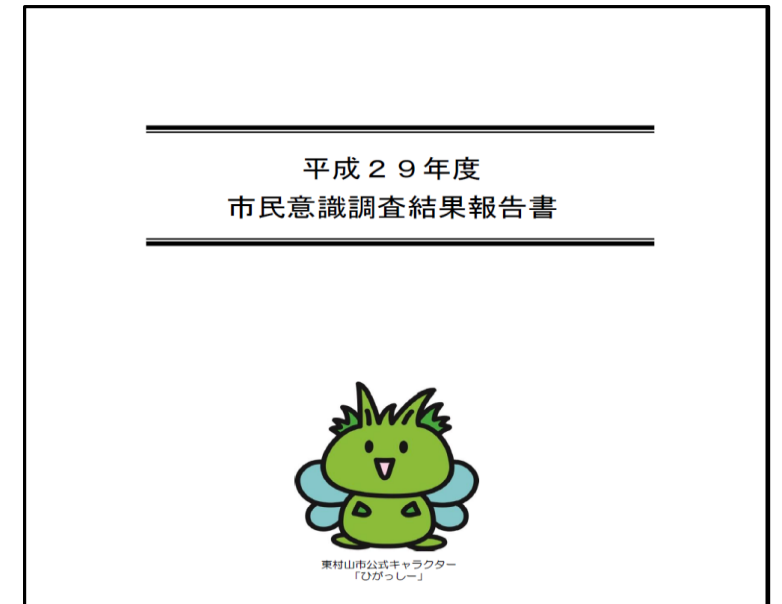 平成２９年度
市民意識調査結果報告書
東村山市公式キャラクター
「ひがっしー」